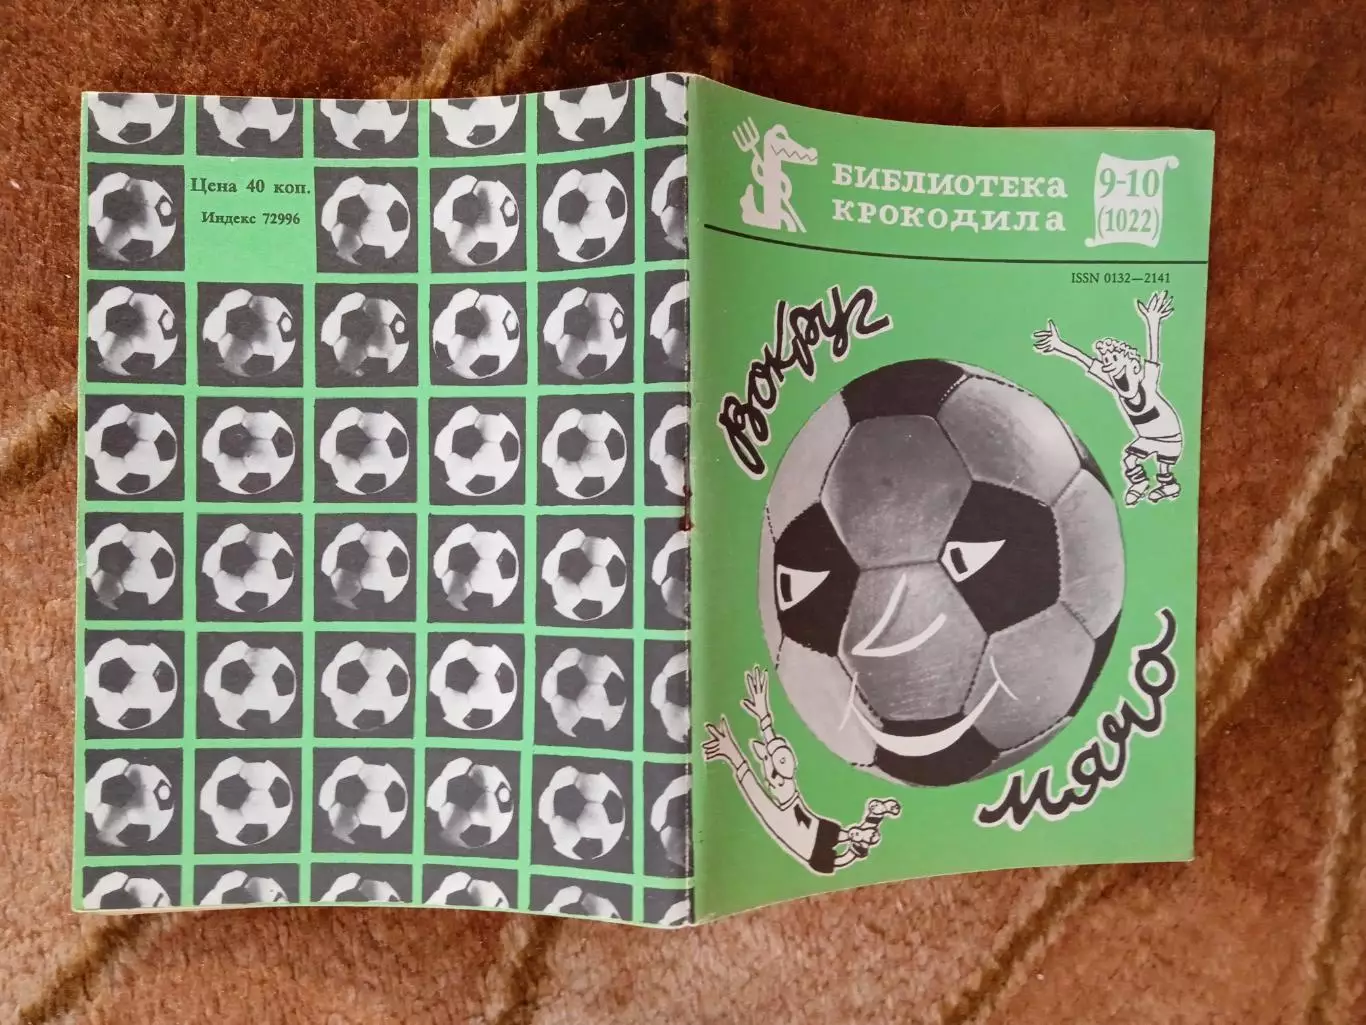 Цена 40 коп.
Индекс 72996
БИБЛИОТЕКА
КРОКОДИЛА
9-10
(1022)
ISSN 0132—2141
Вокруг
мяча